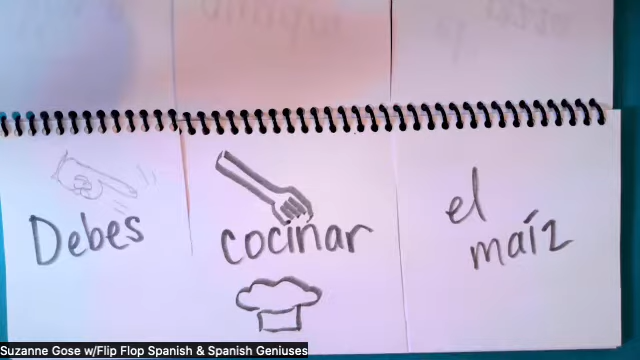 Debes cocinar el maíz
Suzanne Gose w/Flip Flop Spanish & Spanish Geniuses